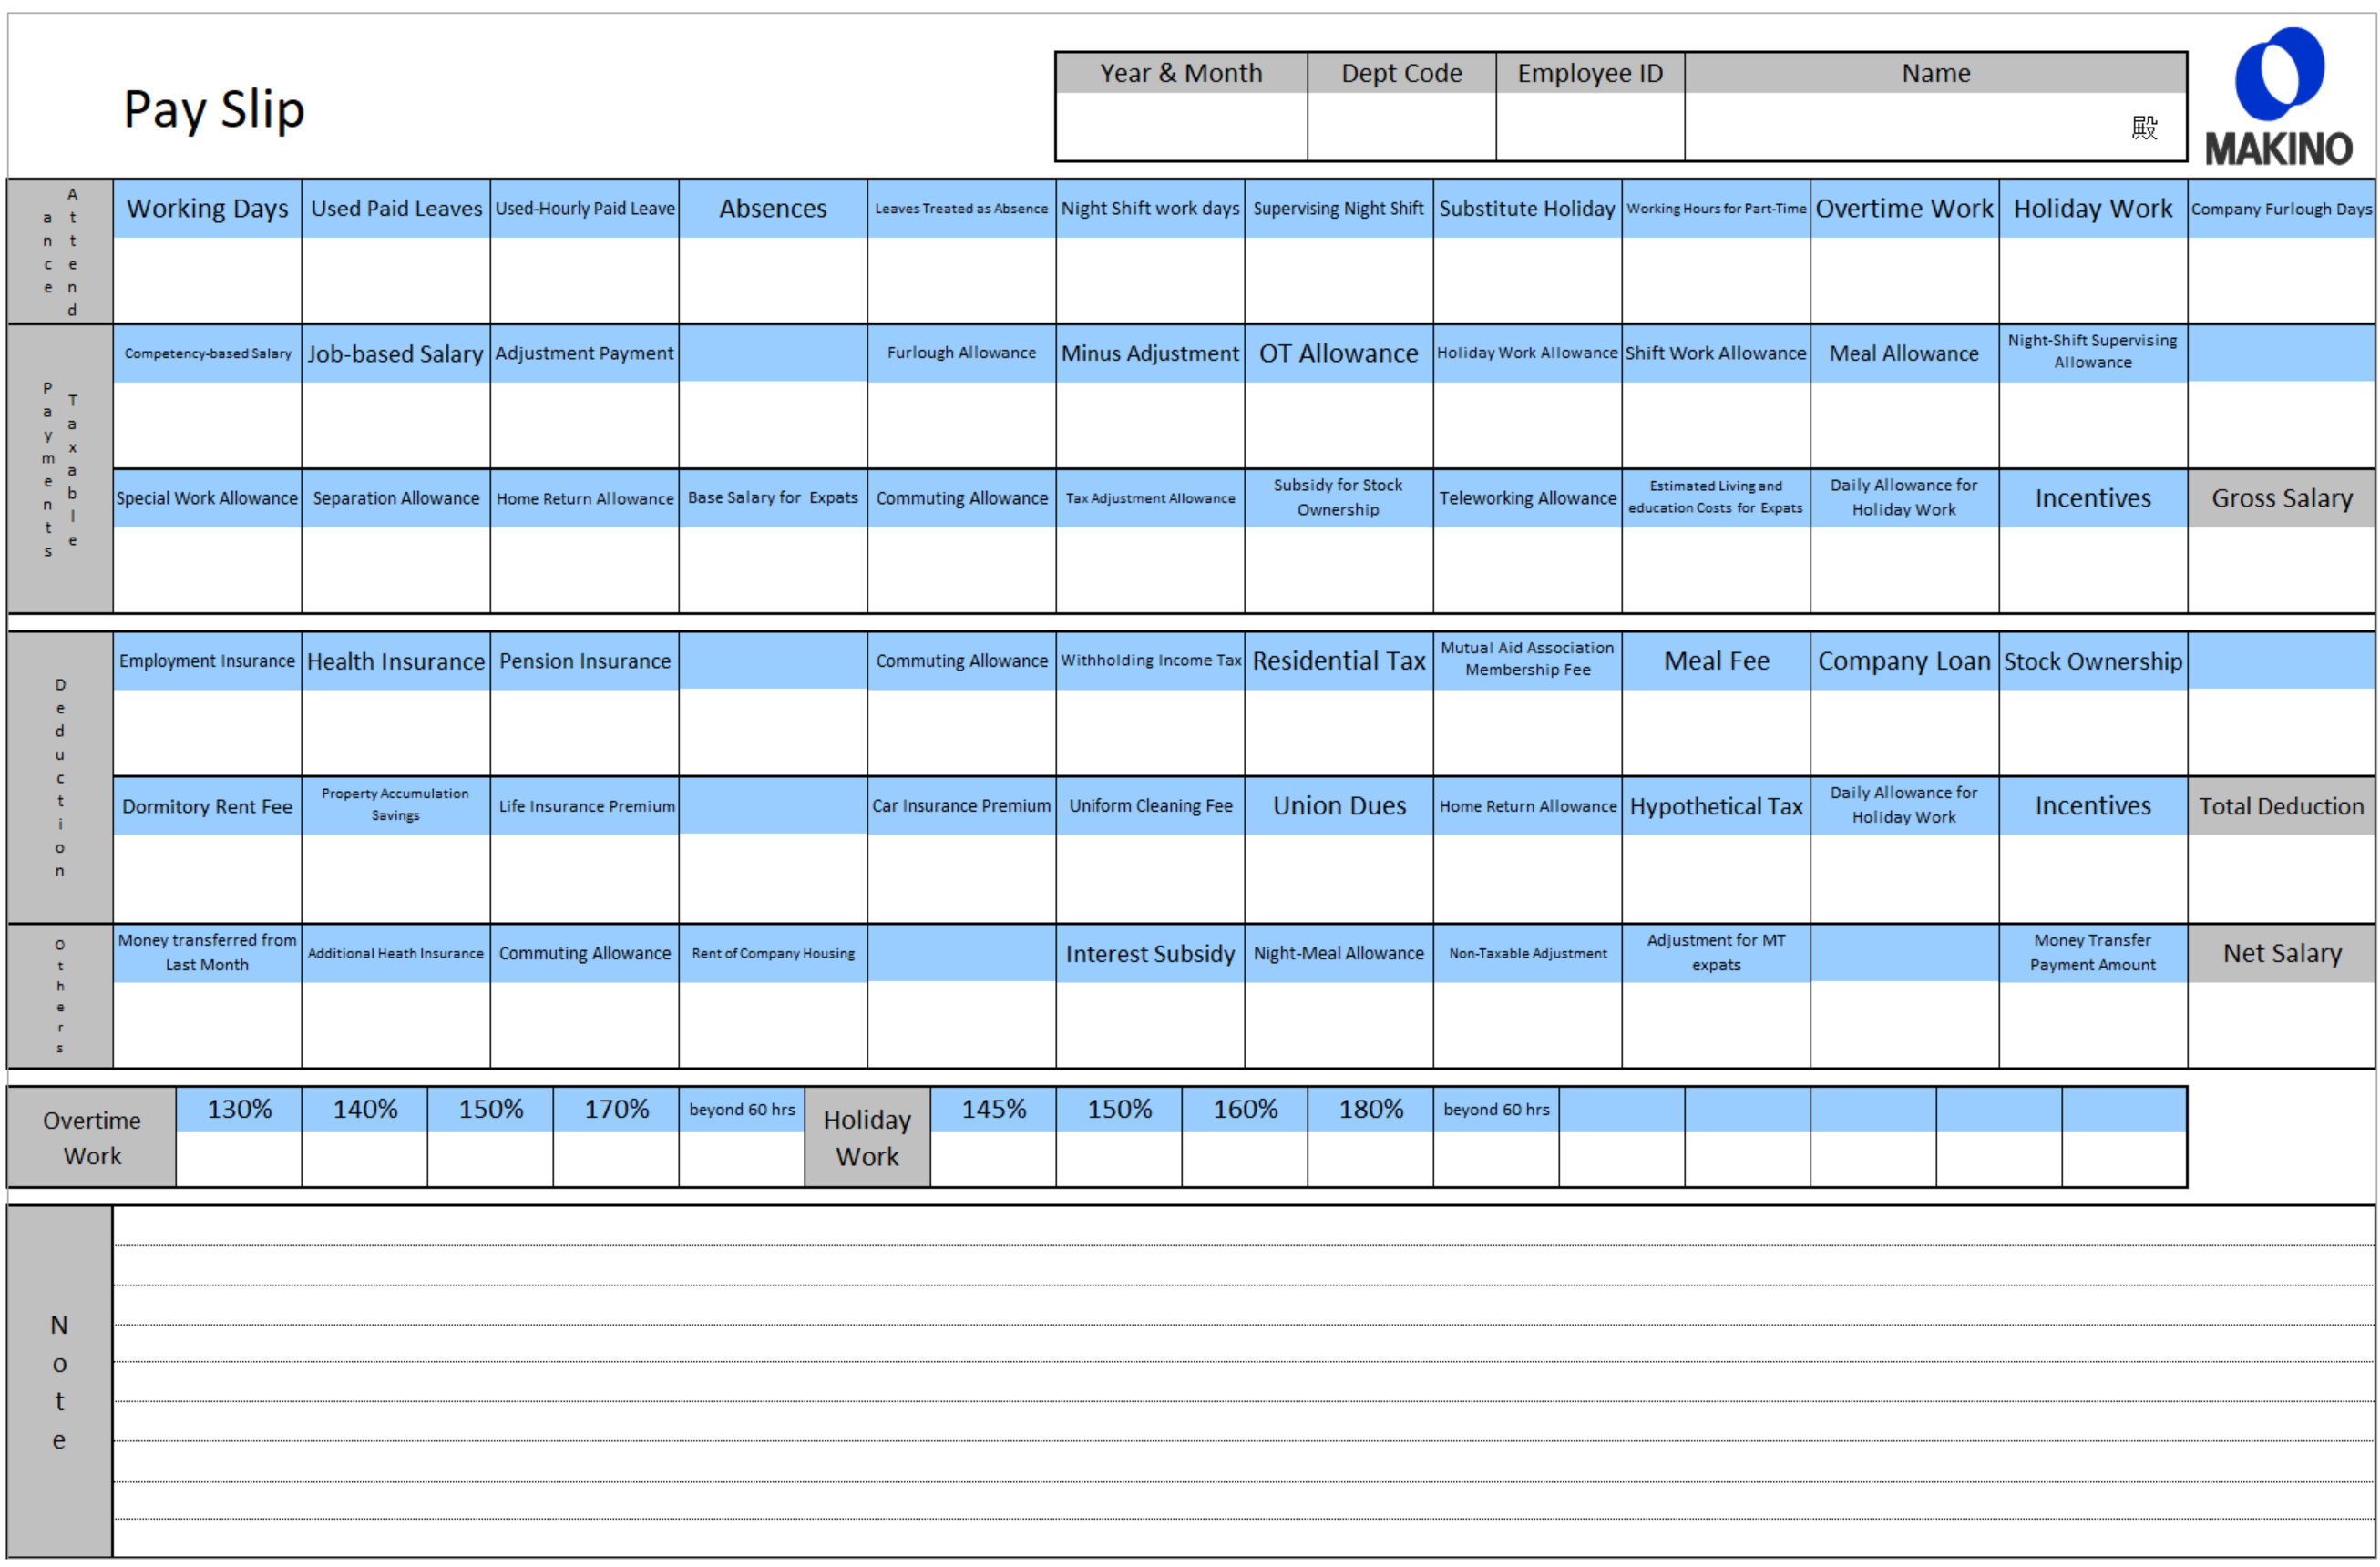 Pay Slip
Year & Month Dept Code Employee ID Name
殿
MAKINO
Attendance
Working Days Used Paid Leaves Used-Hourly Paid Leave Absences Leaves Treated as Absence Night Shift work days Supervising Night Shift Substitute Holiday Working Hours for Part-Time Overtime Work Holiday Work Company Furlough Days
Taxable Payments
Competency-based Salary Job-based Salary Adjustment Payment Furlough Allowance Minus Adjustment OT Allowance Holiday Work Allowance Shift Work Allowance Meal Allowance Night-Shift Supervising Allowance
Special Work Allowance Separation Allowance Home Return Allowance Base Salary for Expats Commuting Allowance Tax Adjustment Allowance Subsidy for Stock Ownership Teleworking Allowance Estimated Living and education Costs for Expats Daily Allowance for Holiday Work Incentives Gross Salary
Deduction
Employment Insurance Health Insurance Pension Insurance Commuting Allowance Withholding Income Tax Residential Tax Mutual Aid Association Membership Fee Meal Fee Company Loan Stock Ownership
Dormitory Rent Fee Property Accumulation Savings Life Insurance Premium Car Insurance Premium Uniform Cleaning Fee Union Dues Home Return Allowance Hypothetical Tax Daily Allowance for Holiday Work Incentives Total Deduction
Others
Money transferred from Last Month Additional Heath Insurance Commuting Allowance Rent of Company Housing Interest Subsidy Night-Meal Allowance Non-Taxable Adjustment Adjustment for MT expats Money Transfer Payment Amount Net Salary
Overtime Work 130% 140% 150% 170% beyond 60 hrs Holiday Work 145% 150% 160% 180% beyond 60 hrs
Note